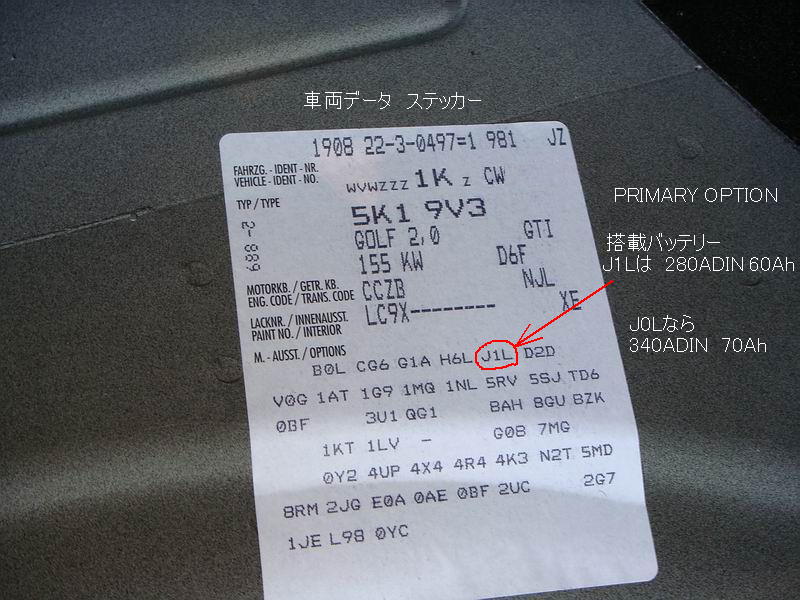 車両データ ステッカー
1908 22-3-0497=1 981 JZ
FAHRZG. - IDENT - NR.
VEHICLE - IDENT - NO.
WVWZZZ 1K Z CW
TYP / TYPE
5K1 9V3
2- 889
GOLF 2,0 GTI
155 KW D6F
MOTORKB. / GETR. KB.
ENG. CODE / TRANS. CODE
CCZB NJL
LACKNR. / INNENAUSST.
PAINT NO. / INTERIOR
LC9X-------- XE
M. - AUSST. / OPTIONS
B0L CG6 G1A H6L J1L D2D
V0G 1AT 1G9 1MQ 1NL 5RV 5SJ TD6
0BF 3U1 QG1 BAH 8GU BZK
1KT 1LV - G0B 7MG
0Y2 4UP 4X4 4R4 4K3 N2T 5MD
8RM 2JG E0A 0AE 0BF 2UC 2G7
1JE L98 0YC
PRIMARY OPTION
搭載バッテリー
J1Lは 280ADIN 60Ah
J0Lなら
340ADIN 70Ah